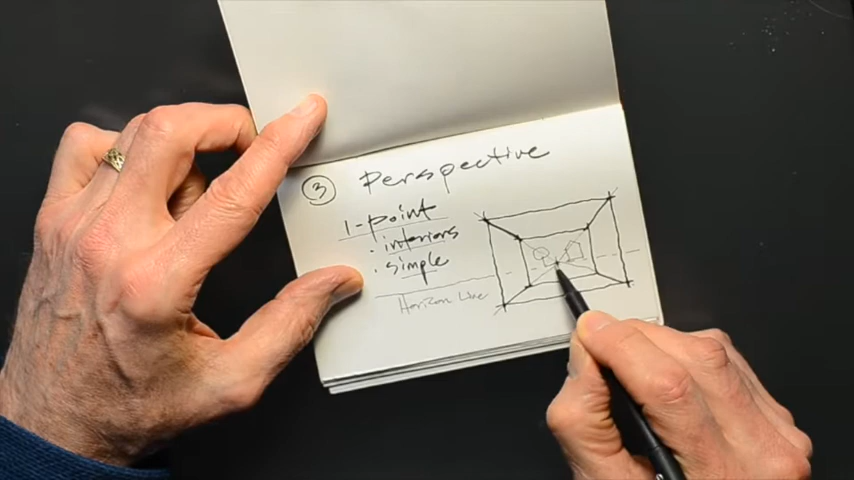 3 Perspective
1-point
· interiors
· simple
Horizon Line